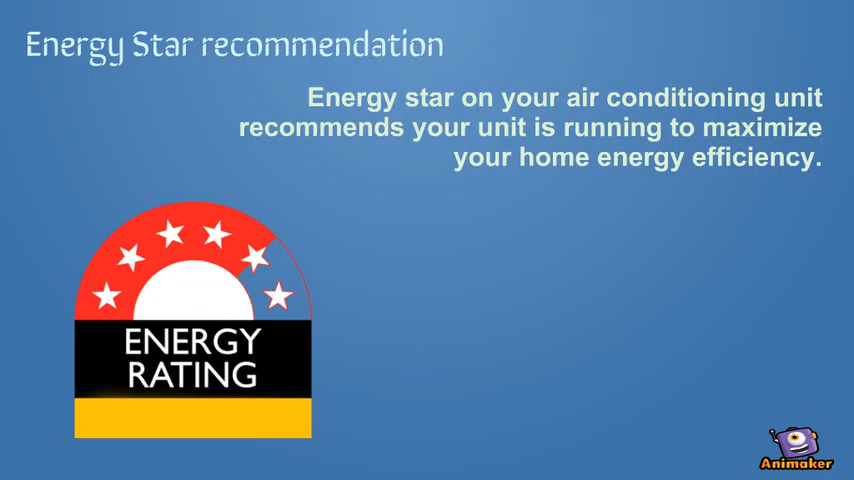 Energy Star recommendation
Energy star on your air conditioning unit
recommends your unit is running to maximize
your home energy efficiency.
ENERGY
RATING
Animaker